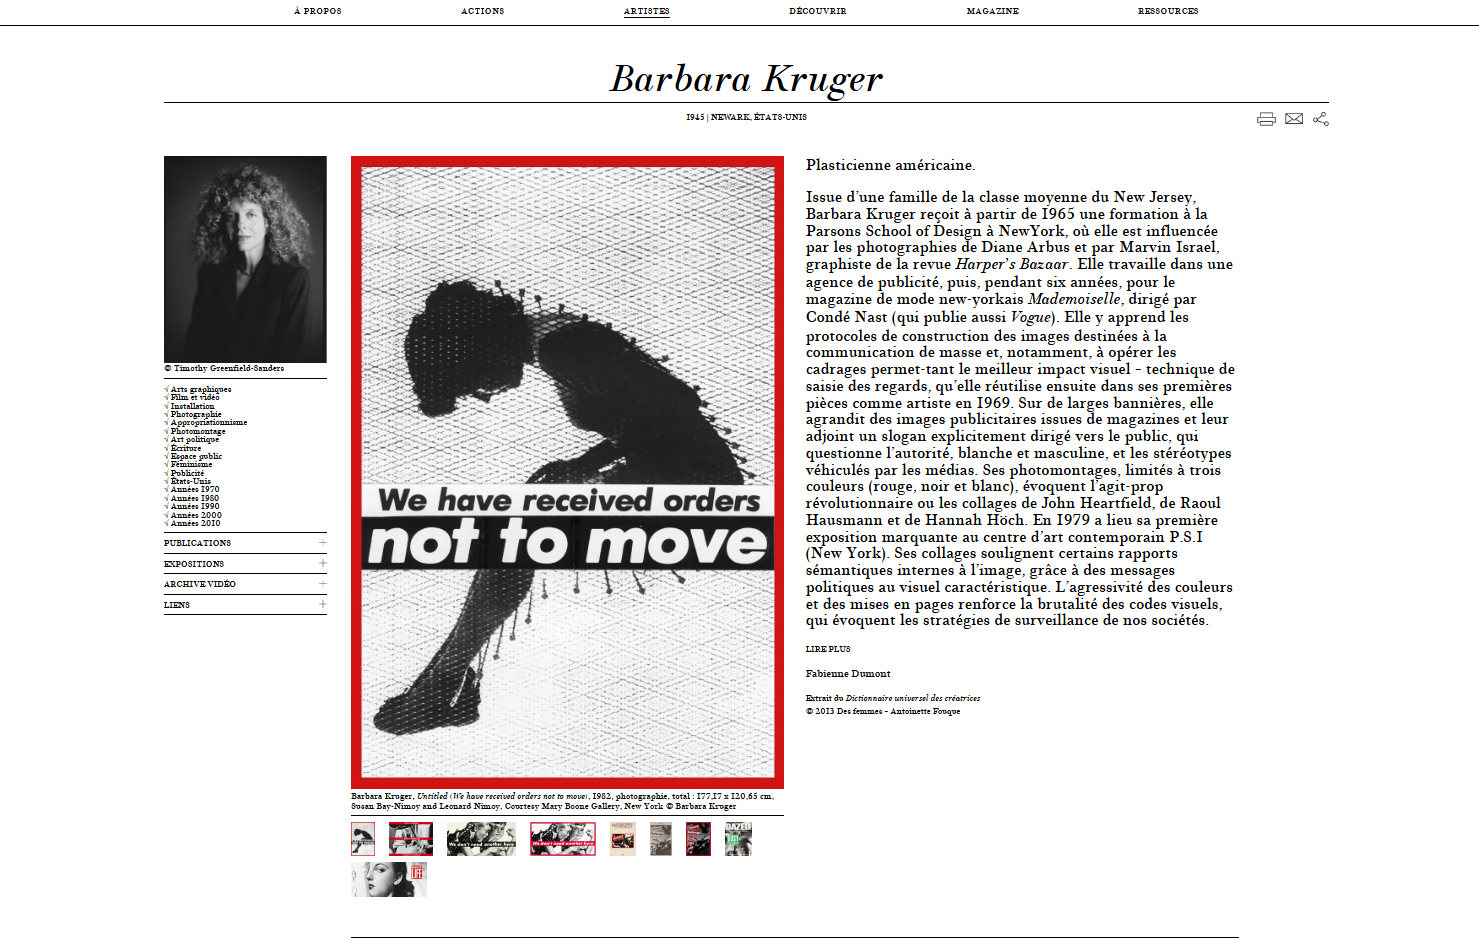 À PROPOS
ACTIONS
ARTISTES
DÉCOUVRIR
MAGAZINE
RESSOURCES
Barbara Kruger
1945 | NEWARK, ÉTATS-UNIS
© Timothy Greenfield-Sanders
√ Arts graphiques
√ Film et vidéo
√ Installation
√ Photographie
√ Appropriationnisme
√ Photomontage
√ Art politique
√ Écriture
√ Espace public
√ Féminisme
√ Publicité
√ États-Unis
√ Années 1970
√ Années 1980
√ Années 1990
√ Années 2000
√ Années 2010
PUBLICATIONS +
EXPOSITIONS +
ARCHIVE VIDÉO +
LIENS +
We have received orders
not to move
Barbara Kruger, Untitled (We have received orders not to move), 1982, photographie, total : 177,17 x 120,65 cm,
Susan Bay-Nimoy and Leonard Nimoy, Courtesy Mary Boone Gallery, New York © Barbara Kruger
We don't need another hero
We don't need another hero
DAZED
LIFE
Plasticienne américaine.
Issue d'une famille de la classe moyenne du New Jersey,
Barbara Kruger reçoit à partir de 1965 une formation à la
Parsons School of Design à NewYork, où elle est influencée
par les photographies de Diane Arbus et par Marvin Israel,
graphiste de la revue Harper's Bazaar. Elle travaille dans une
agence de publicité, puis, pendant six années, pour le
magazine de mode new-yorkais Mademoiselle, dirigé par
Condé Nast (qui publie aussi Vogue). Elle y apprend les
protocoles de construction des images destinées à la
communication de masse et, notamment, à opérer les
cadrages permet-tant le meilleur impact visuel – technique de
saisie des regards, qu'elle réutilise ensuite dans ses premières
pièces comme artiste en 1969. Sur de larges bannières, elle
agrandit des images publicitaires issues de magazines et leur
adjoint un slogan explicitement dirigé vers le public, qui
questionne l'autorité, blanche et masculine, et les stéréotypes
véhiculés par les médias. Ses photomontages, limités à trois
couleurs (rouge, noir et blanc), évoquent l'agit-prop
révolutionnaire ou les collages de John Heartfield, de Raoul
Hausmann et de Hannah Höch. En 1979 a lieu sa première
exposition marquante au centre d'art contemporain P.S.1
(New York). Ses collages soulignent certains rapports
sémantiques internes à l'image, grâce à des messages
politiques au visuel caractéristique. L'agressivité des couleurs
et des mises en pages renforce la brutalité des codes visuels,
qui évoquent les stratégies de surveillance de nos sociétés.
LIRE PLUS
Fabienne Dumont
Extrait du Dictionnaire universel des créatrices
© 2013 Des femmes – Antoinette Fouque